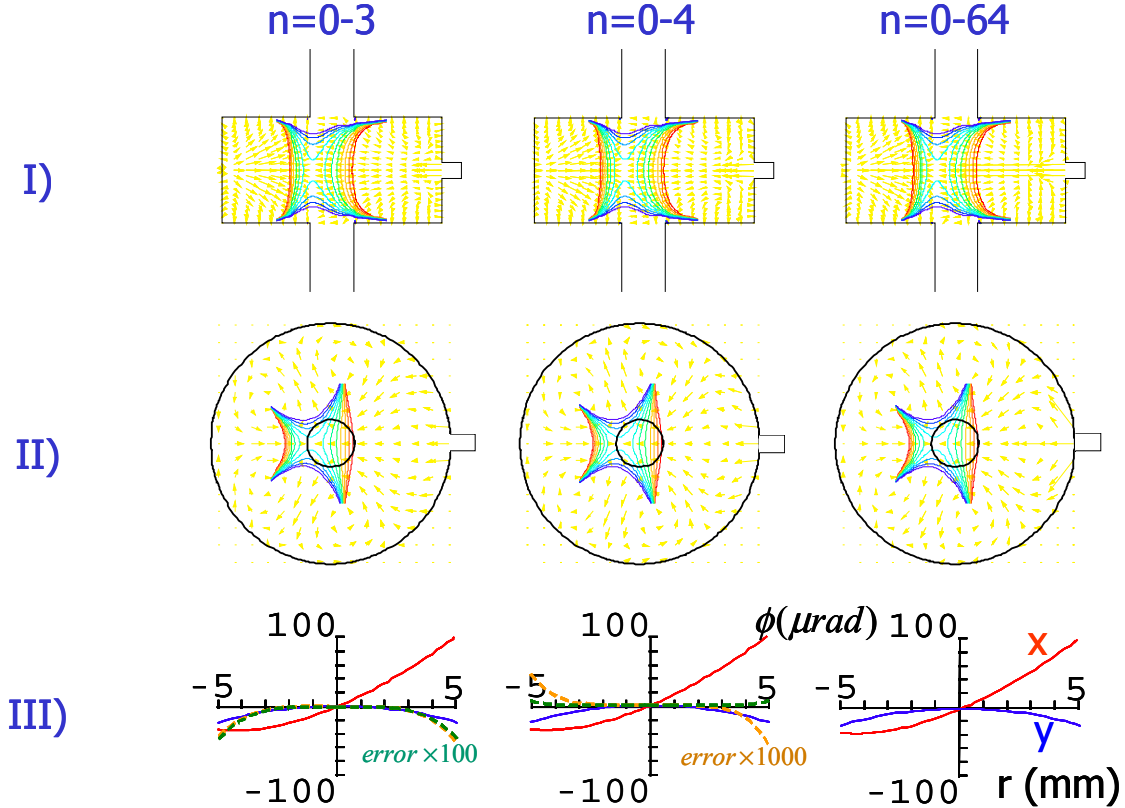 n=0-3 n=0-4 n=0-64
I)
II)
III)
100 ϕ(μrad) 100
x
-5 5 -5 5 -5 5
y
error×100 error×1000
-100 -100 -100 r (mm)